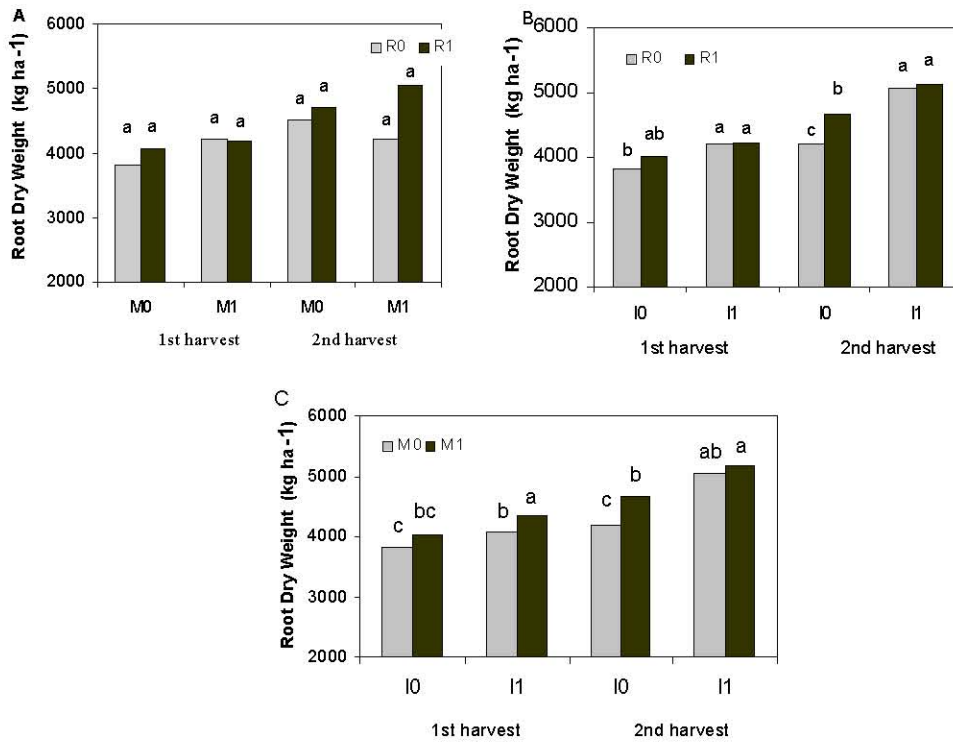 A
6000
R0 R1
5000
4000
3000
2000
Root Dry Weight (kg ha-1)
a a a a a a a a
M0 M1 M0 M1
1st harvest 2nd harvest
B
6000
R0 R1
5000
4000
3000
2000
Root Dry Weight (kg ha-1)
b ab a a c b a a
I0 I1 I0 I1
1st harvest 2nd harvest
C
6000
M0 M1
5000
4000
3000
2000
Root Dry Weight (kg ha-1)
c bc b a c b ab a
I0 I1 I0 I1
1st harvest 2nd harvest